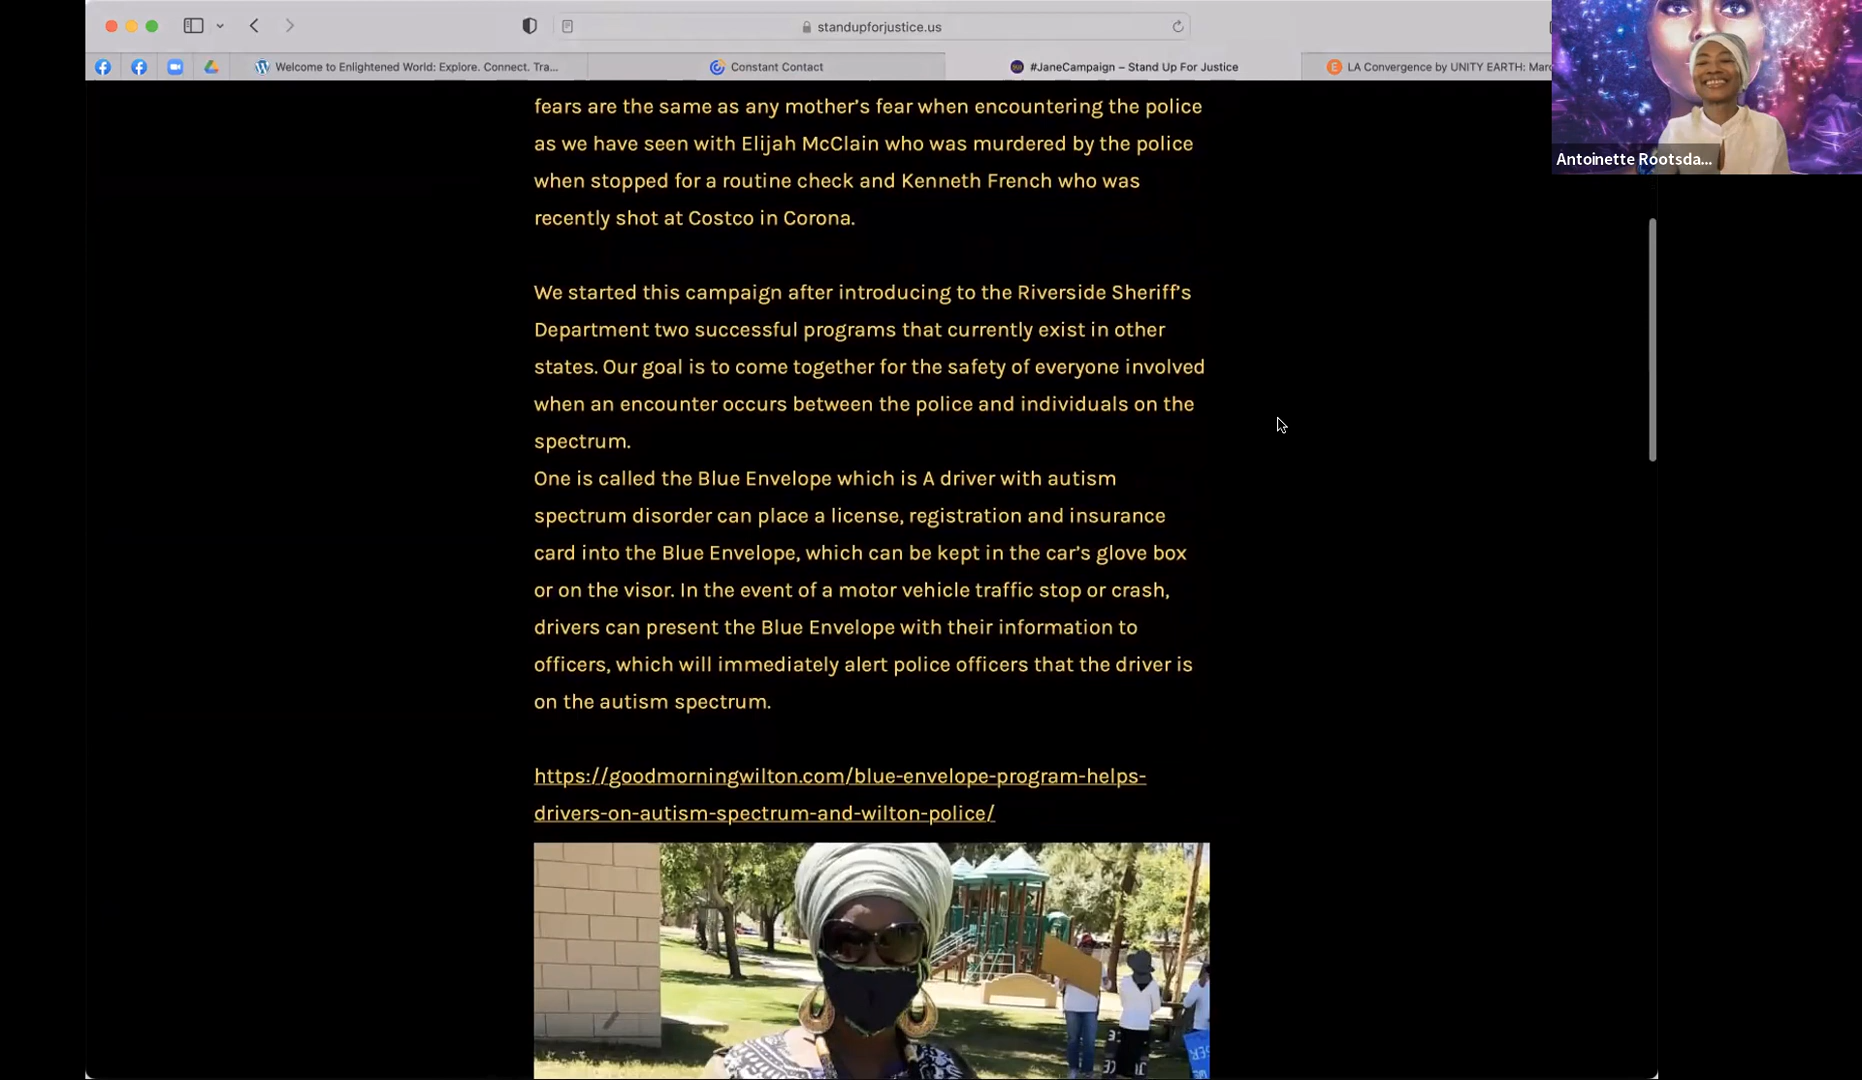 standupforjustice.us
Welcome to Enlightened World: Explore. Connect. Tra...
Constant Contact
#JaneCampaign – Stand Up For Justice
LA Convergence by UNITY EARTH:
Antoinette Rootsda...
fears are the same as any mother's fear when encountering the police
as we have seen with Elijah McClain who was murdered by the police
when stopped for a routine check and Kenneth French who was
recently shot at Costco in Corona.
We started this campaign after introducing to the Riverside Sheriff's
Department two successful programs that currently exist in other
states. Our goal is to come together for the safety of everyone involved
when an encounter occurs between the police and individuals on the
spectrum.
One is called the Blue Envelope which is A driver with autism
spectrum disorder can place a license, registration and insurance
card into the Blue Envelope, which can be kept in the car's glove box
or on the visor. In the event of a motor vehicle traffic stop or crash,
drivers can present the Blue Envelope with their information to
officers, which will immediately alert police officers that the driver is
on the autism spectrum.
https://goodmorningwilton.com/blue-envelope-program-helps-
drivers-on-autism-spectrum-and-wilton-police/